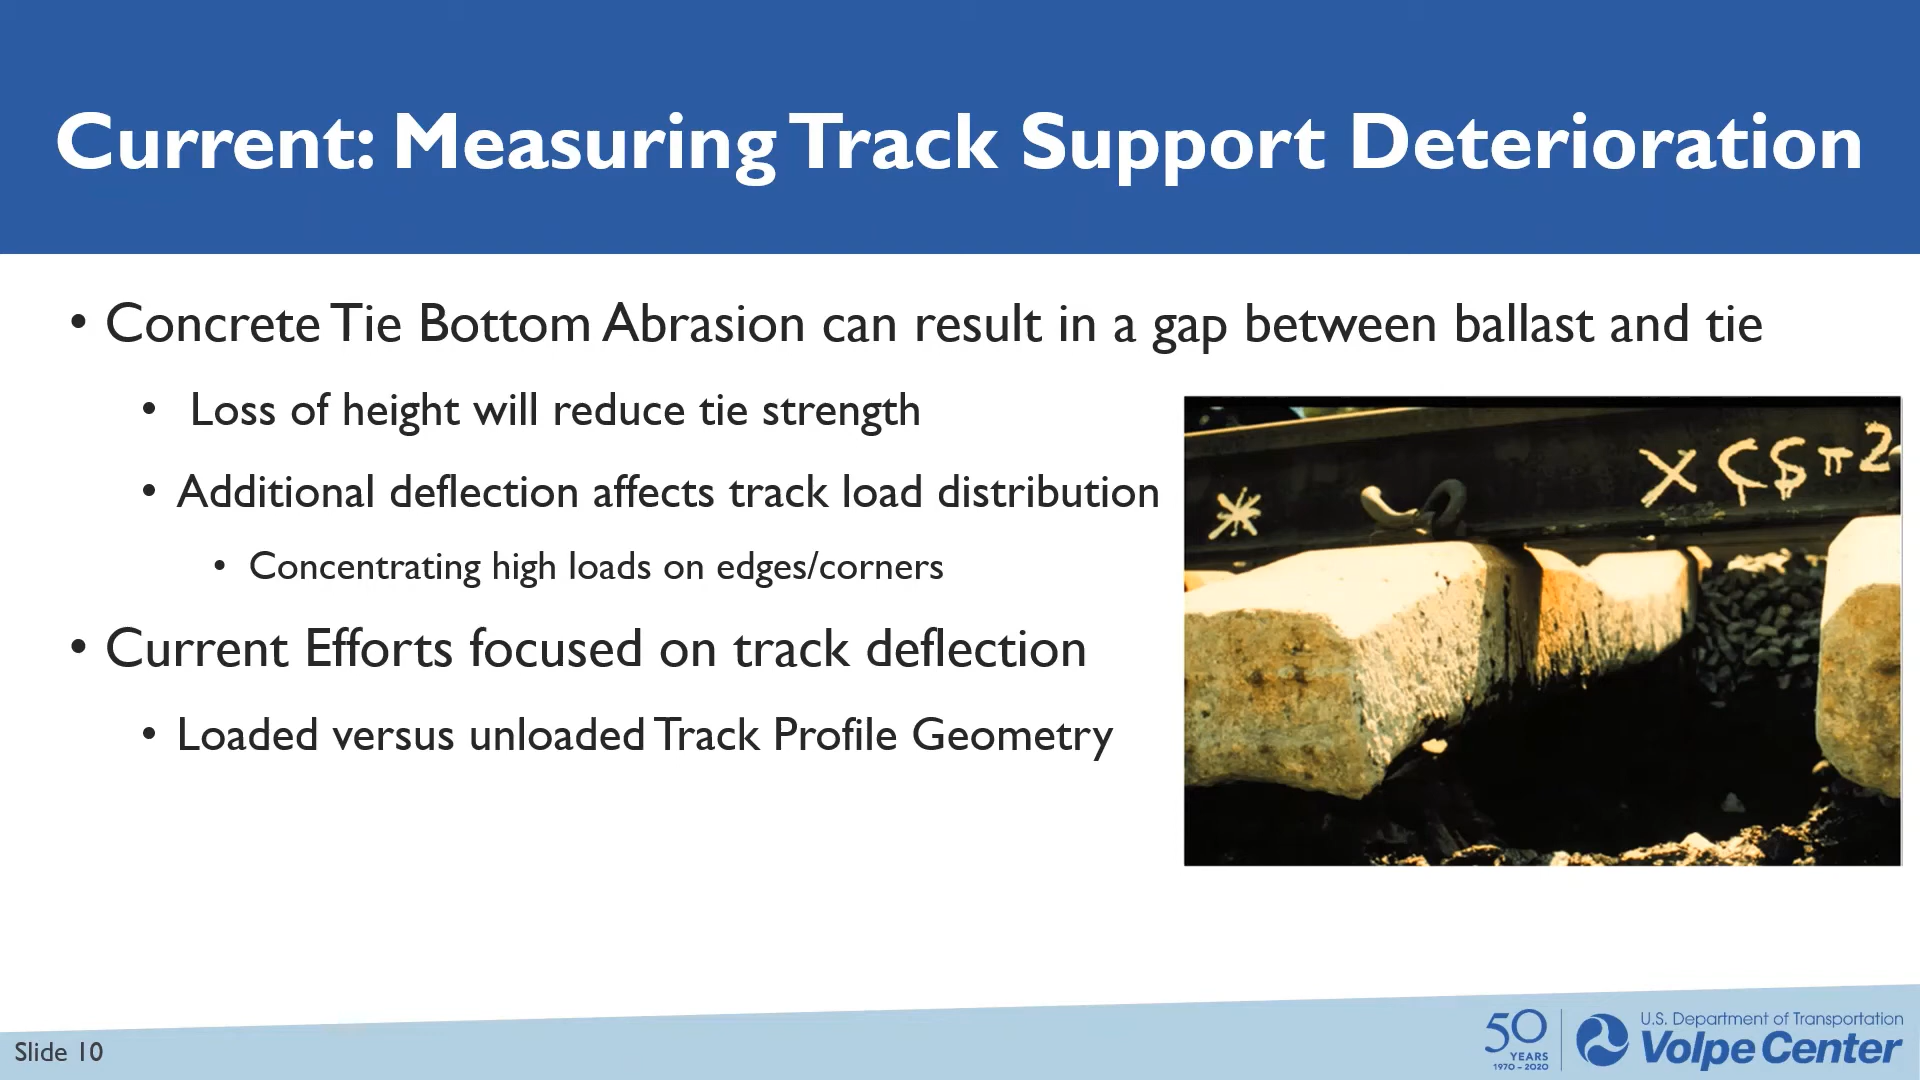 Current: Measuring Track Support Deterioration
• Concrete Tie Bottom Abrasion can result in a gap between ballast and tie
• Loss of height will reduce tie strength
• Additional deflection affects track load distribution
• Concentrating high loads on edges/corners
• Current Efforts focused on track deflection
• Loaded versus unloaded Track Profile Geometry
Slide 10
50
YEARS
1970 – 2020
U.S. Department of Transportation
Volpe Center